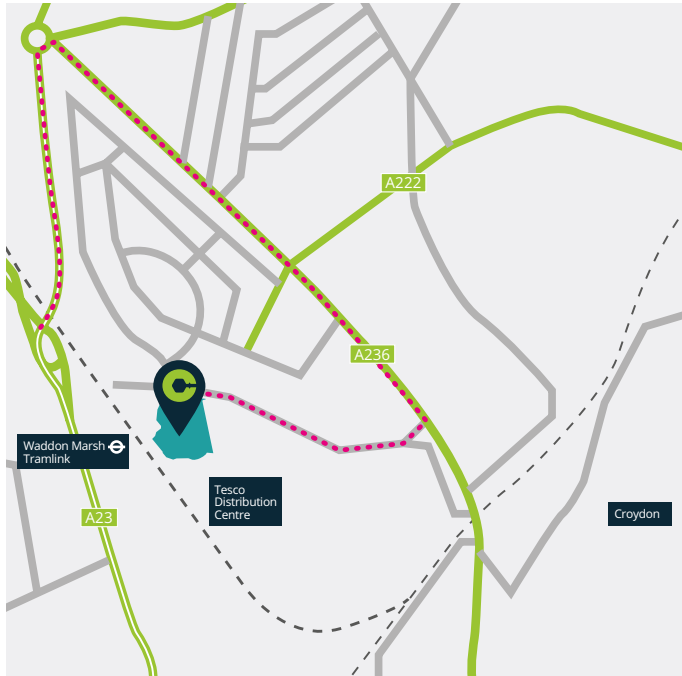 A222
A236
Waddon Marsh
Tramlink
Tesco
Distribution
Centre
A23
Croydon